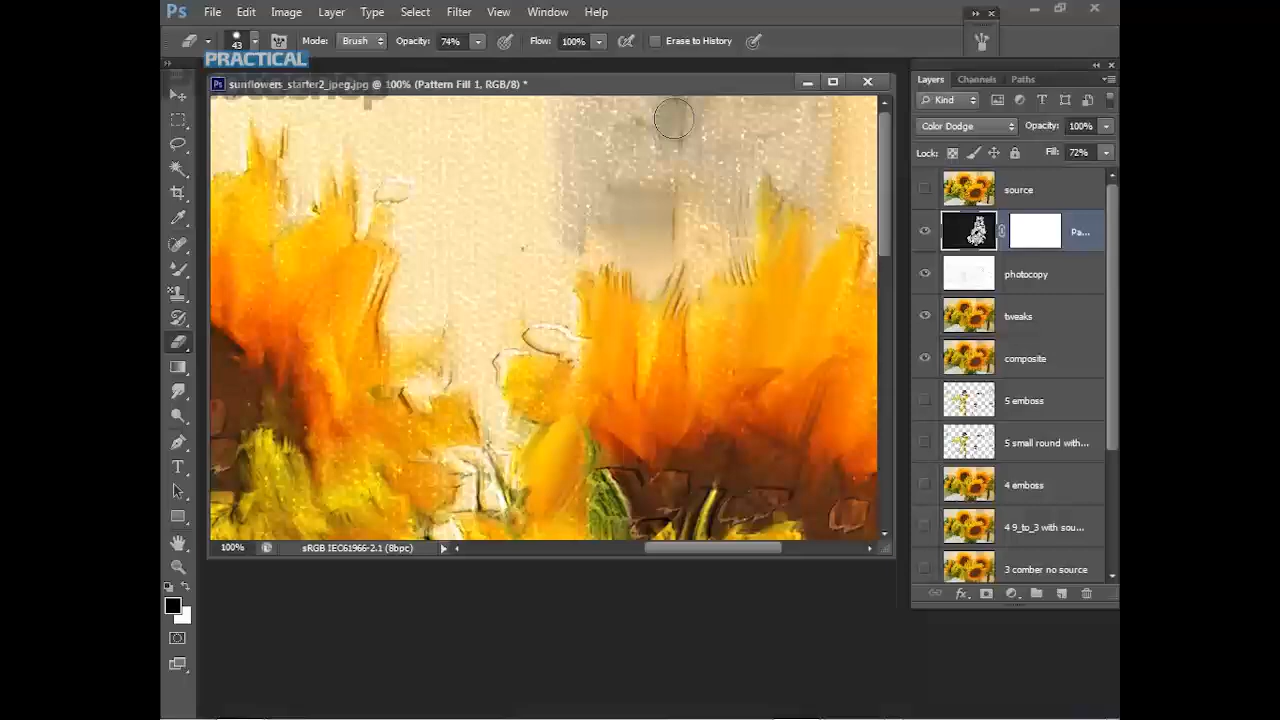 Ps File Edit Image Layer Type Select Filter View Window Help
43 Mode: Brush Opacity: 74% Flow: 100% Erase to History
PRACTICAL
photoshop
Ps sunflowers_starter2_jpeg.jpg @ 100% (Pattern Fill 1, RGB/8) *
Layers Channels Paths
Kind
Color Dodge Opacity: 100%
Lock: Fill: 72%
source
Pa...
photocopy
tweaks
composite
5 emboss
5 small round with...
4 emboss
4 9_to_3 with sou...
3 comber no source
100% sRGB IEC61966-2.1 (8bpc)